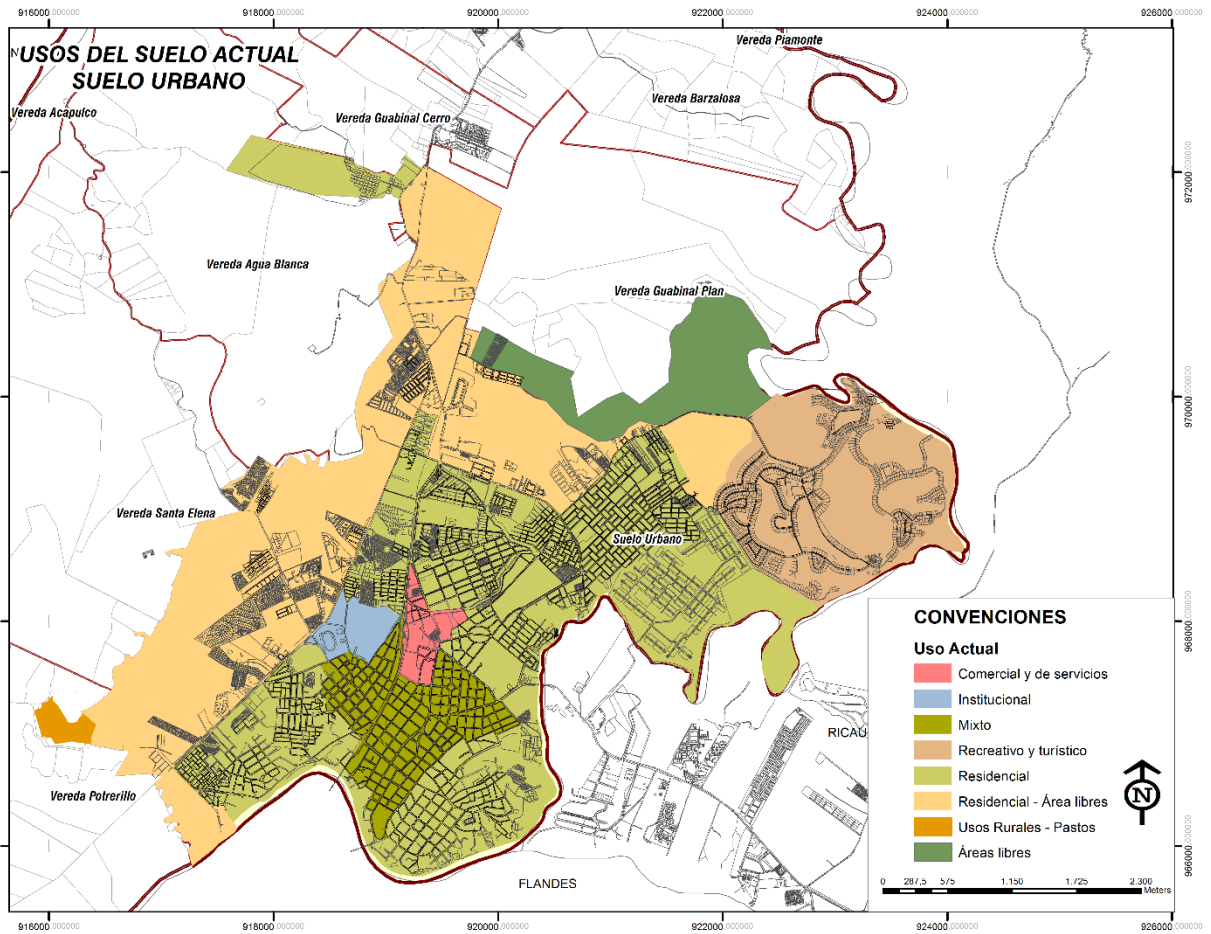 916000,000000 918000,000000 920000,000000 922000,000000 924000,000000 926000,000000
USOS DEL SUELO ACTUAL
SUELO URBANO
Vereda Piamonte
Vereda Barzalosa
Vereda Acapulco
Vereda Guabinal Cerro
972000,000000
Vereda Agua Blanca
Vereda Guabinal Plan
970000,000000
Vereda Santa Elena
Suelo Urbano
968000,000000
Vereda Potrerillo
RICAU
FLANDES
966000,000000
CONVENCIONES
Uso Actual
Comercial y de servicios
Institucional
Mixto
Recreativo y turístico
Residencial
Residencial - Área libres
Usos Rurales - Pastos
Áreas libres
N
0 287,5 575 1.150 1.725 2.300
Meters
916000,000000 918000,000000 920000,000000 922000,000000 924000,000000 926000,000000